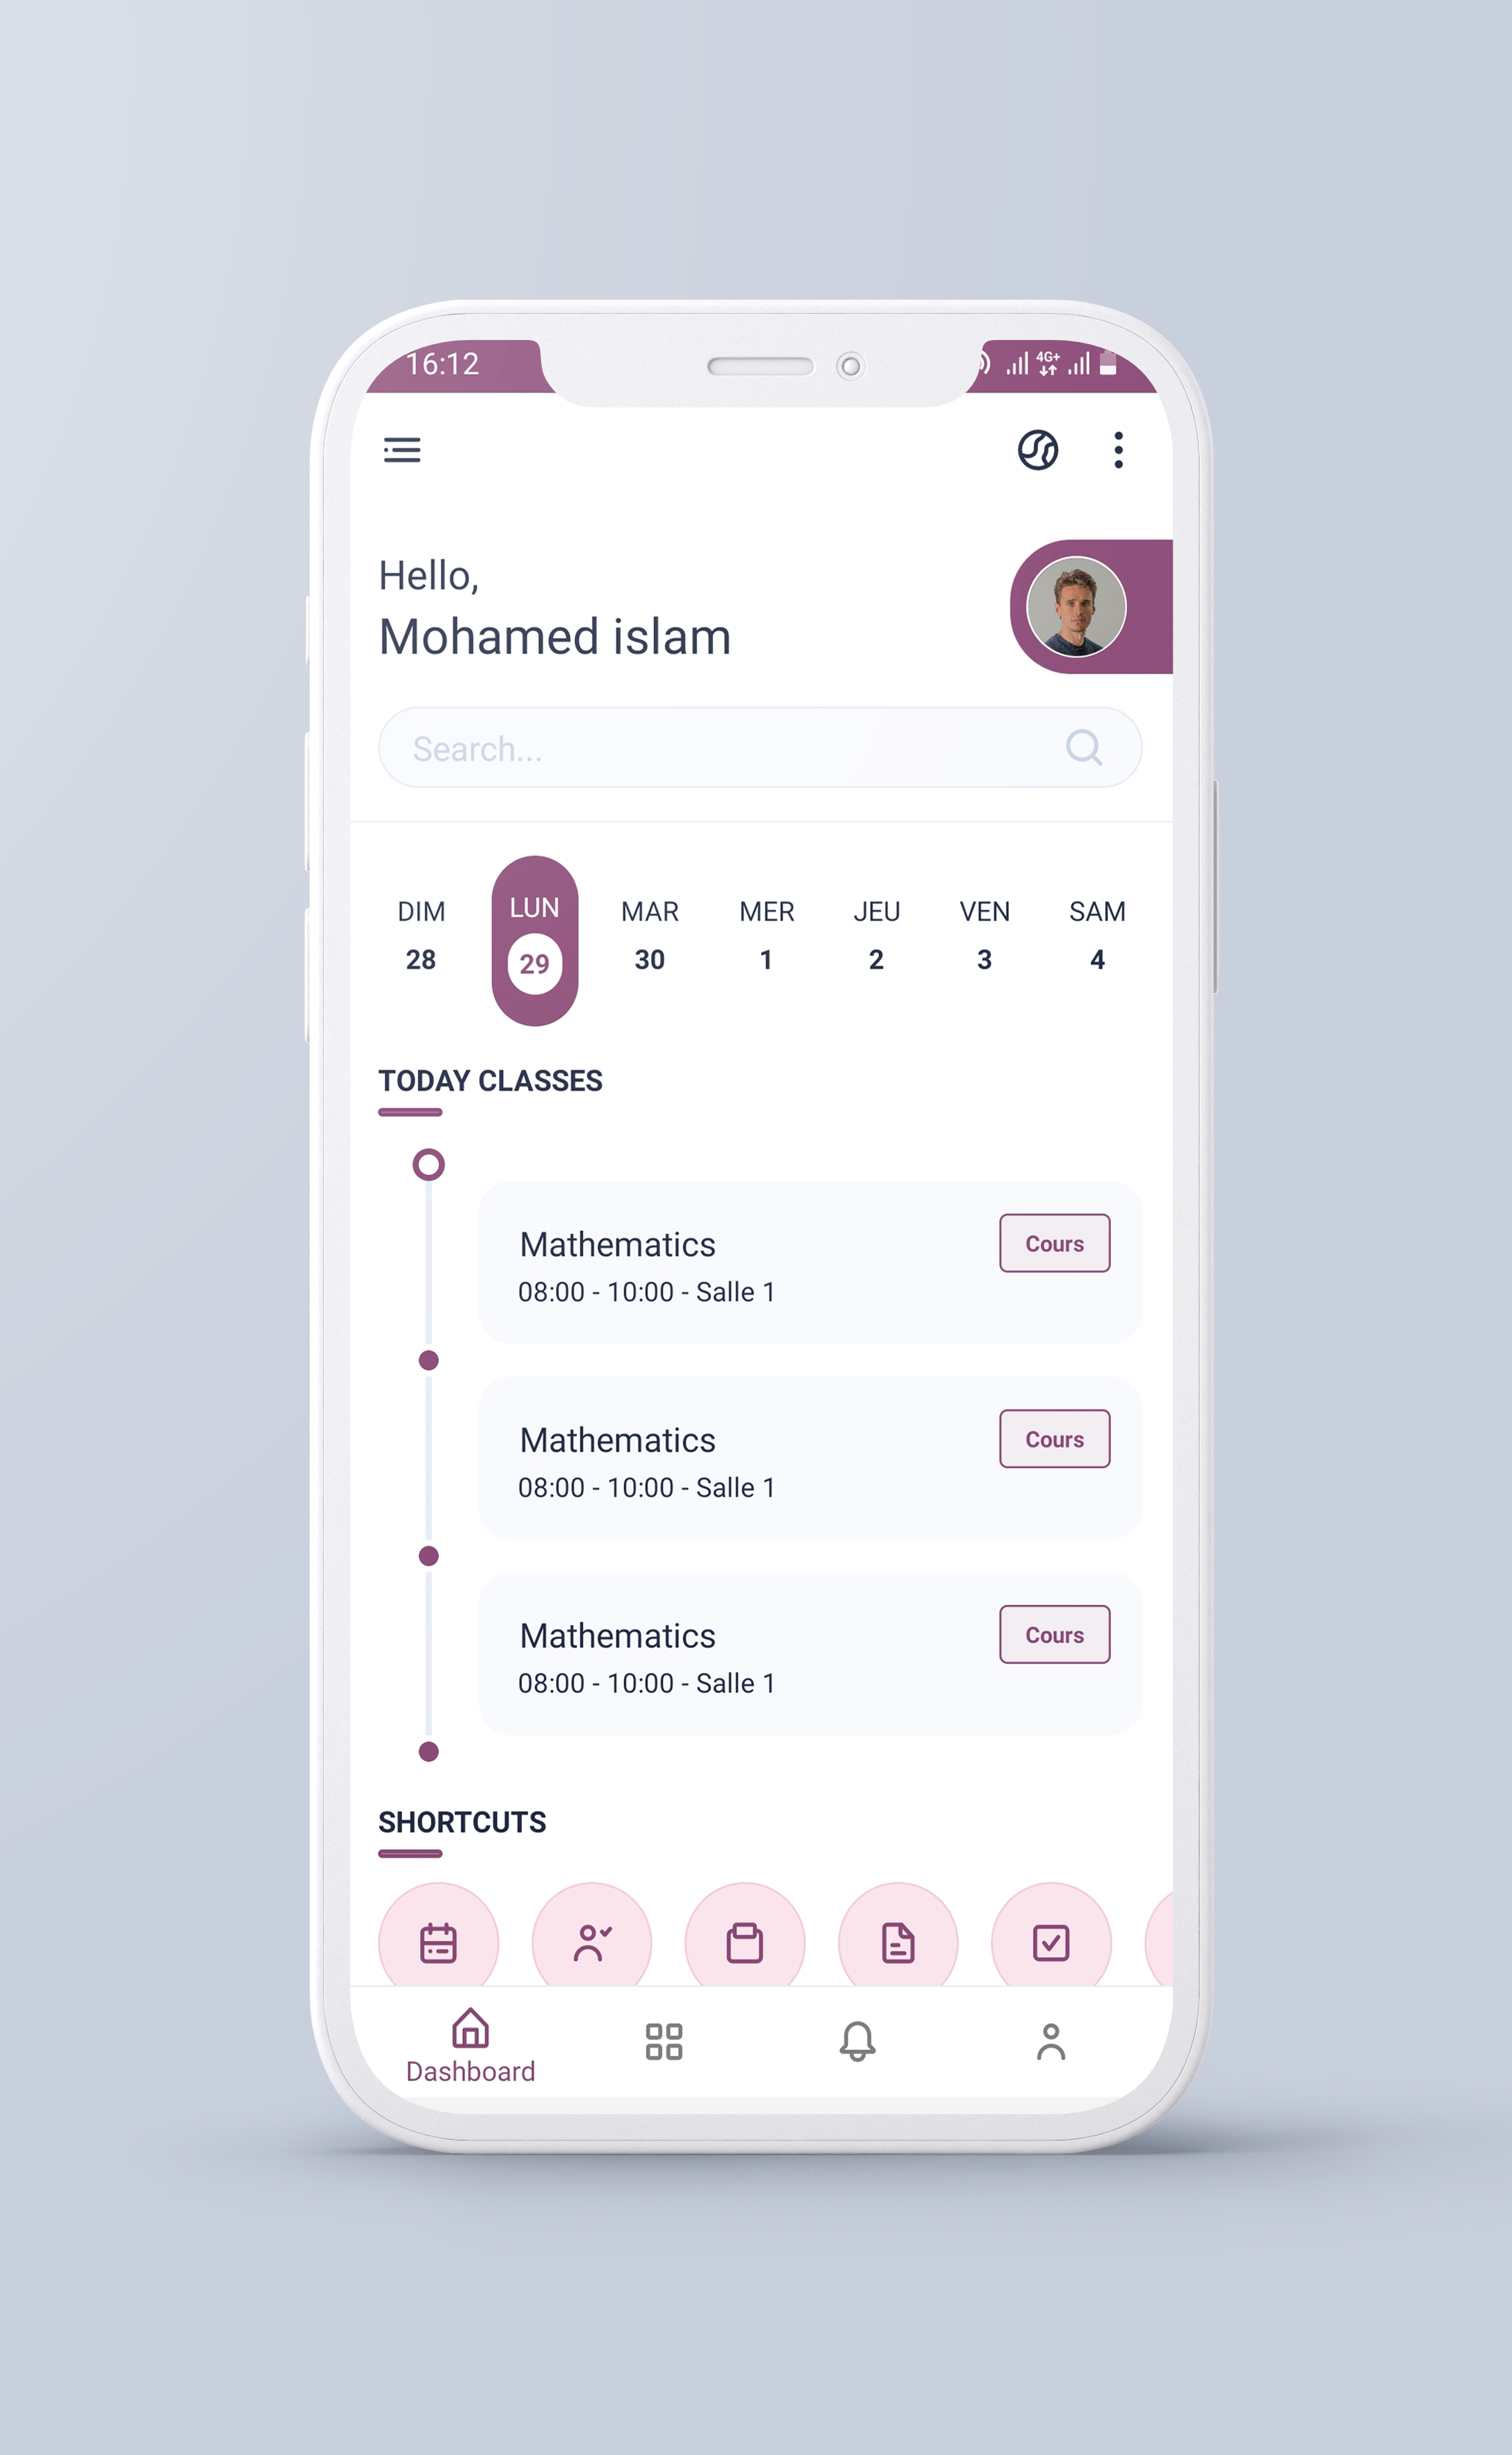 16:12
4G+
Hello,
Mohamed islam
Search...
DIM LUN MAR MER JEU VEN SAM
28 29 30 1 2 3 4
TODAY CLASSES
Mathematics
Cours
08:00 - 10:00 - Salle 1
Mathematics
Cours
08:00 - 10:00 - Salle 1
Mathematics
Cours
08:00 - 10:00 - Salle 1
SHORTCUTS
Dashboard